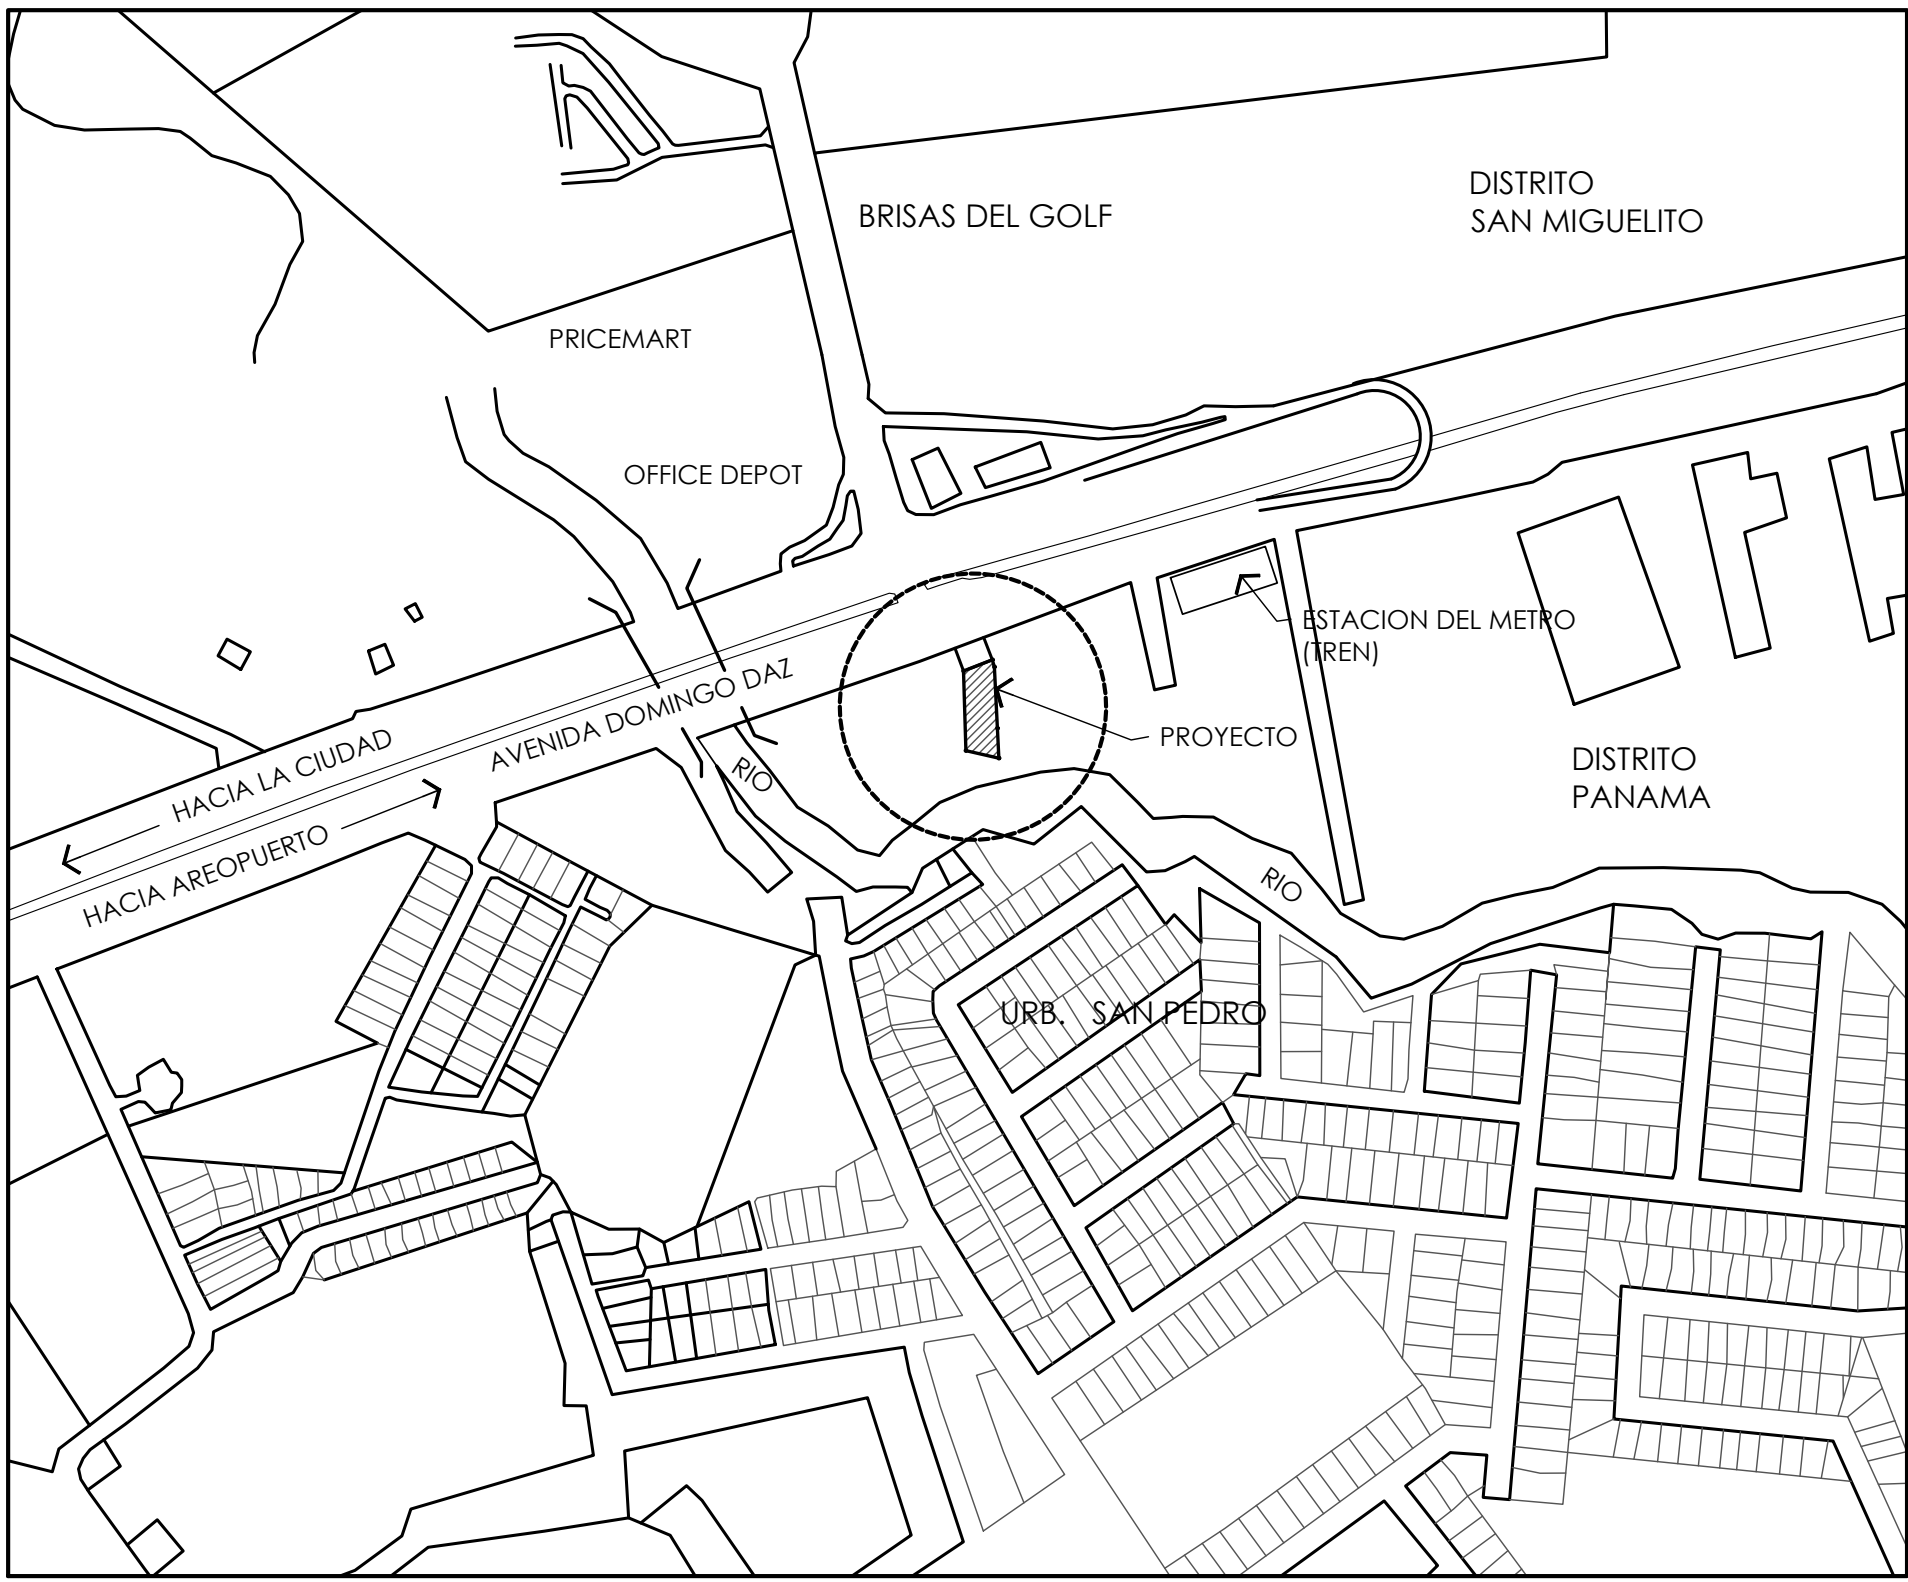 DISTRITO
SAN MIGUELITO
BRISAS DEL GOLF
PRICEMART
OFFICE DEPOT
ESTACION DEL METRO
(TREN)
AVENIDA DOMINGO DAZ
PROYECTO
HACIA LA CIUDAD
RIO
DISTRITO
PANAMA
HACIA AREOPUERTO
RIO
URB. SAN PEDRO